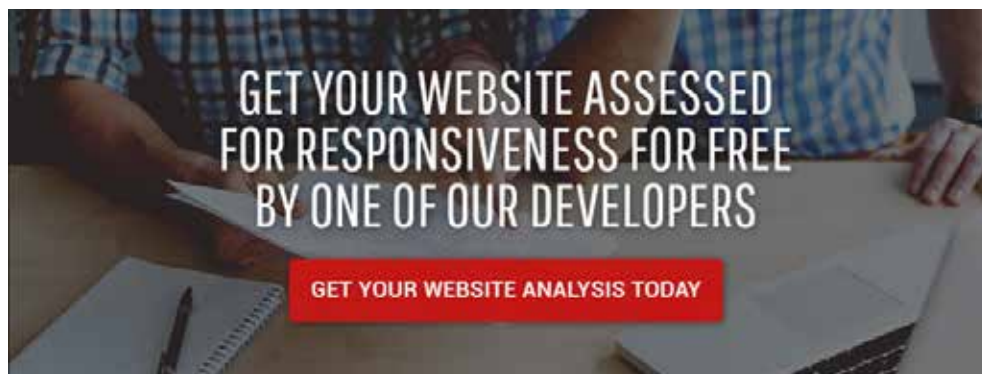 GET YOUR WEBSITE ASSESSED
FOR RESPONSIVENESS FOR FREE
BY ONE OF OUR DEVELOPERS
GET YOUR WEBSITE ANALYSIS TODAY